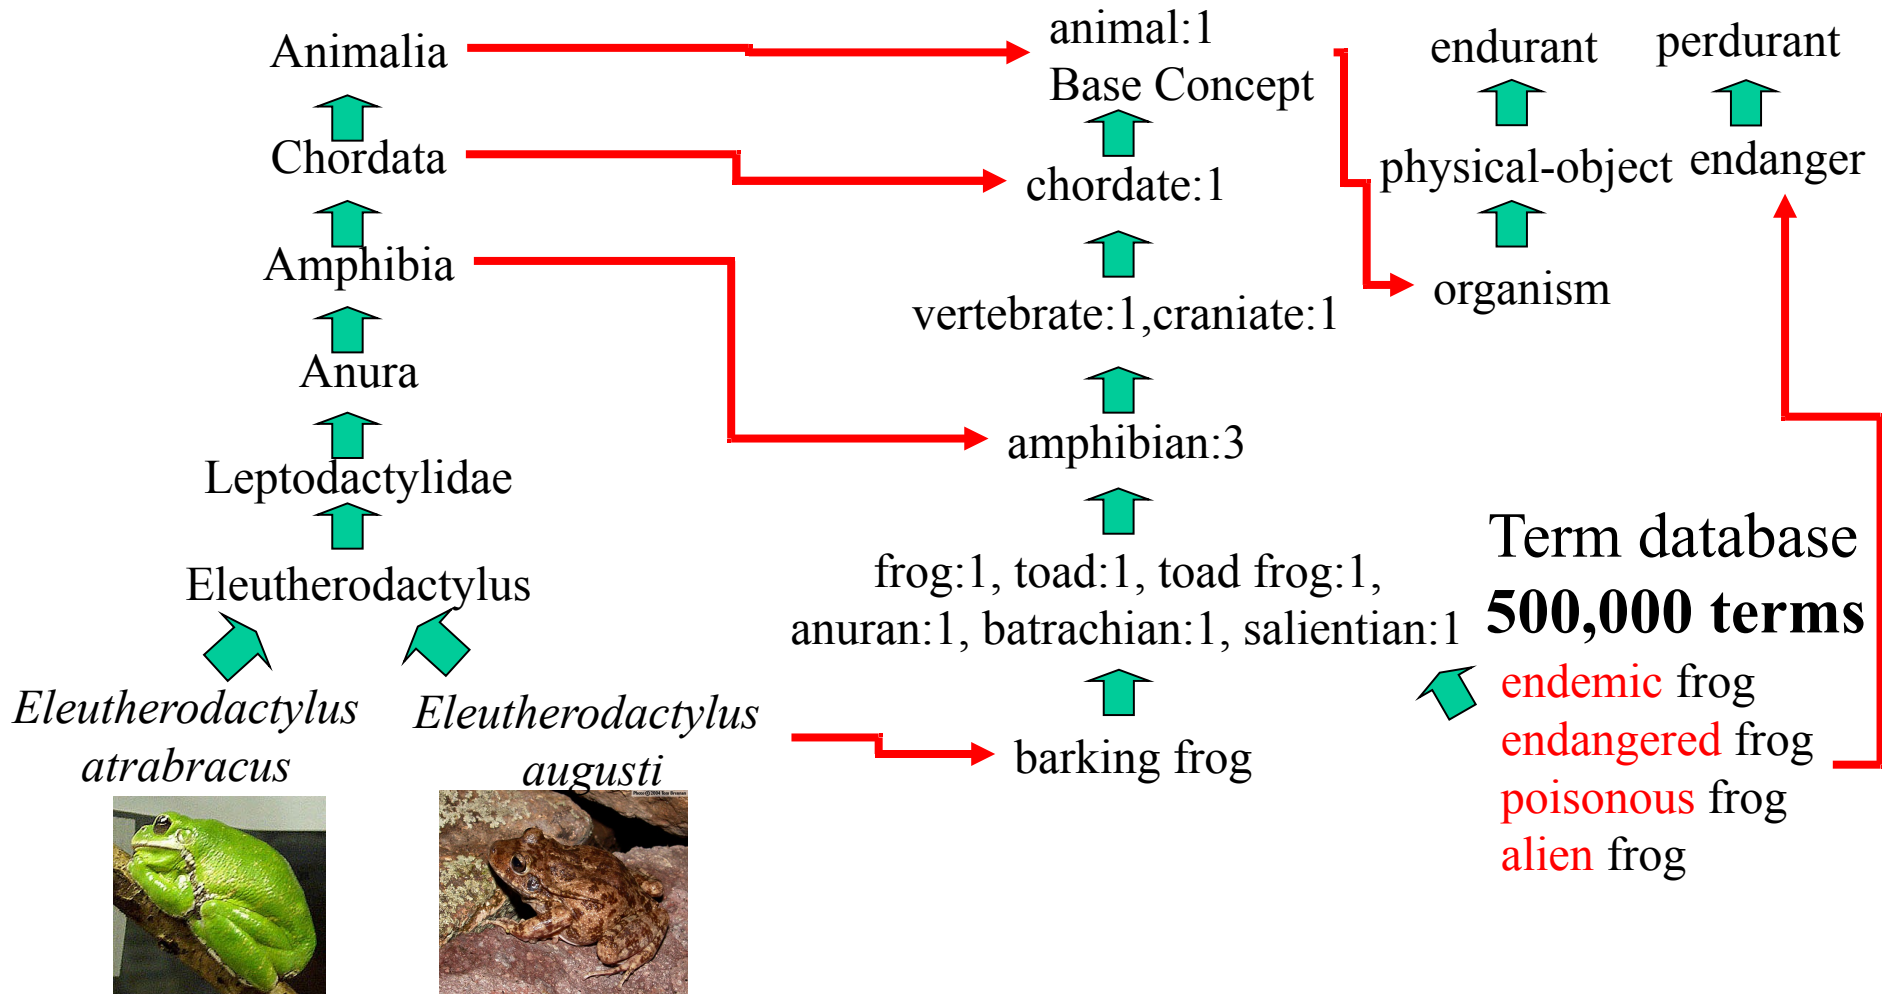 Animalia
Chordata
Amphibia
Anura
Leptodactylidae
Eleutherodactylus
Eleutherodactylus
atrabracus
Eleutherodactylus
augusti
animal:1
Base Concept
chordate:1
vertebrate:1,craniate:1
amphibian:3
frog:1, toad:1, toad frog:1,
anuran:1, batrachian:1, salientian:1
barking frog
endurant
physical-object
organism
perdurant
endanger
Term database
500,000 terms
endemic frog
endangered frog
poisonous frog
alien frog